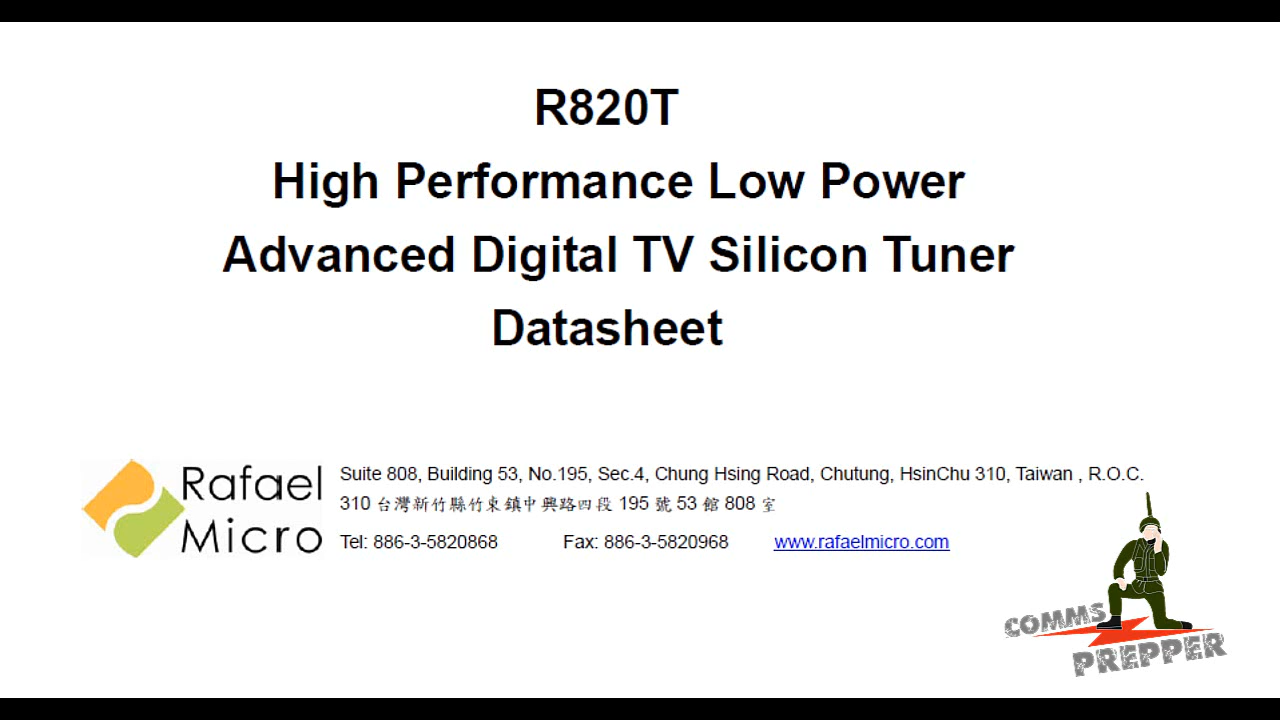 R820T
High Performance Low Power
Advanced Digital TV Silicon Tuner
Datasheet
Rafael
Micro
Suite 808, Building 53, No.195, Sec.4, Chung Hsing Road, Chutung, HsinChu 310, Taiwan , R.O.C.
310 台灣新竹縣竹東鎮中興路四段 195 號 53 館 808 室
Tel: 886-3-5820868 Fax: 886-3-5820968 www.rafaelmicro.com
COMMS
PREPPER